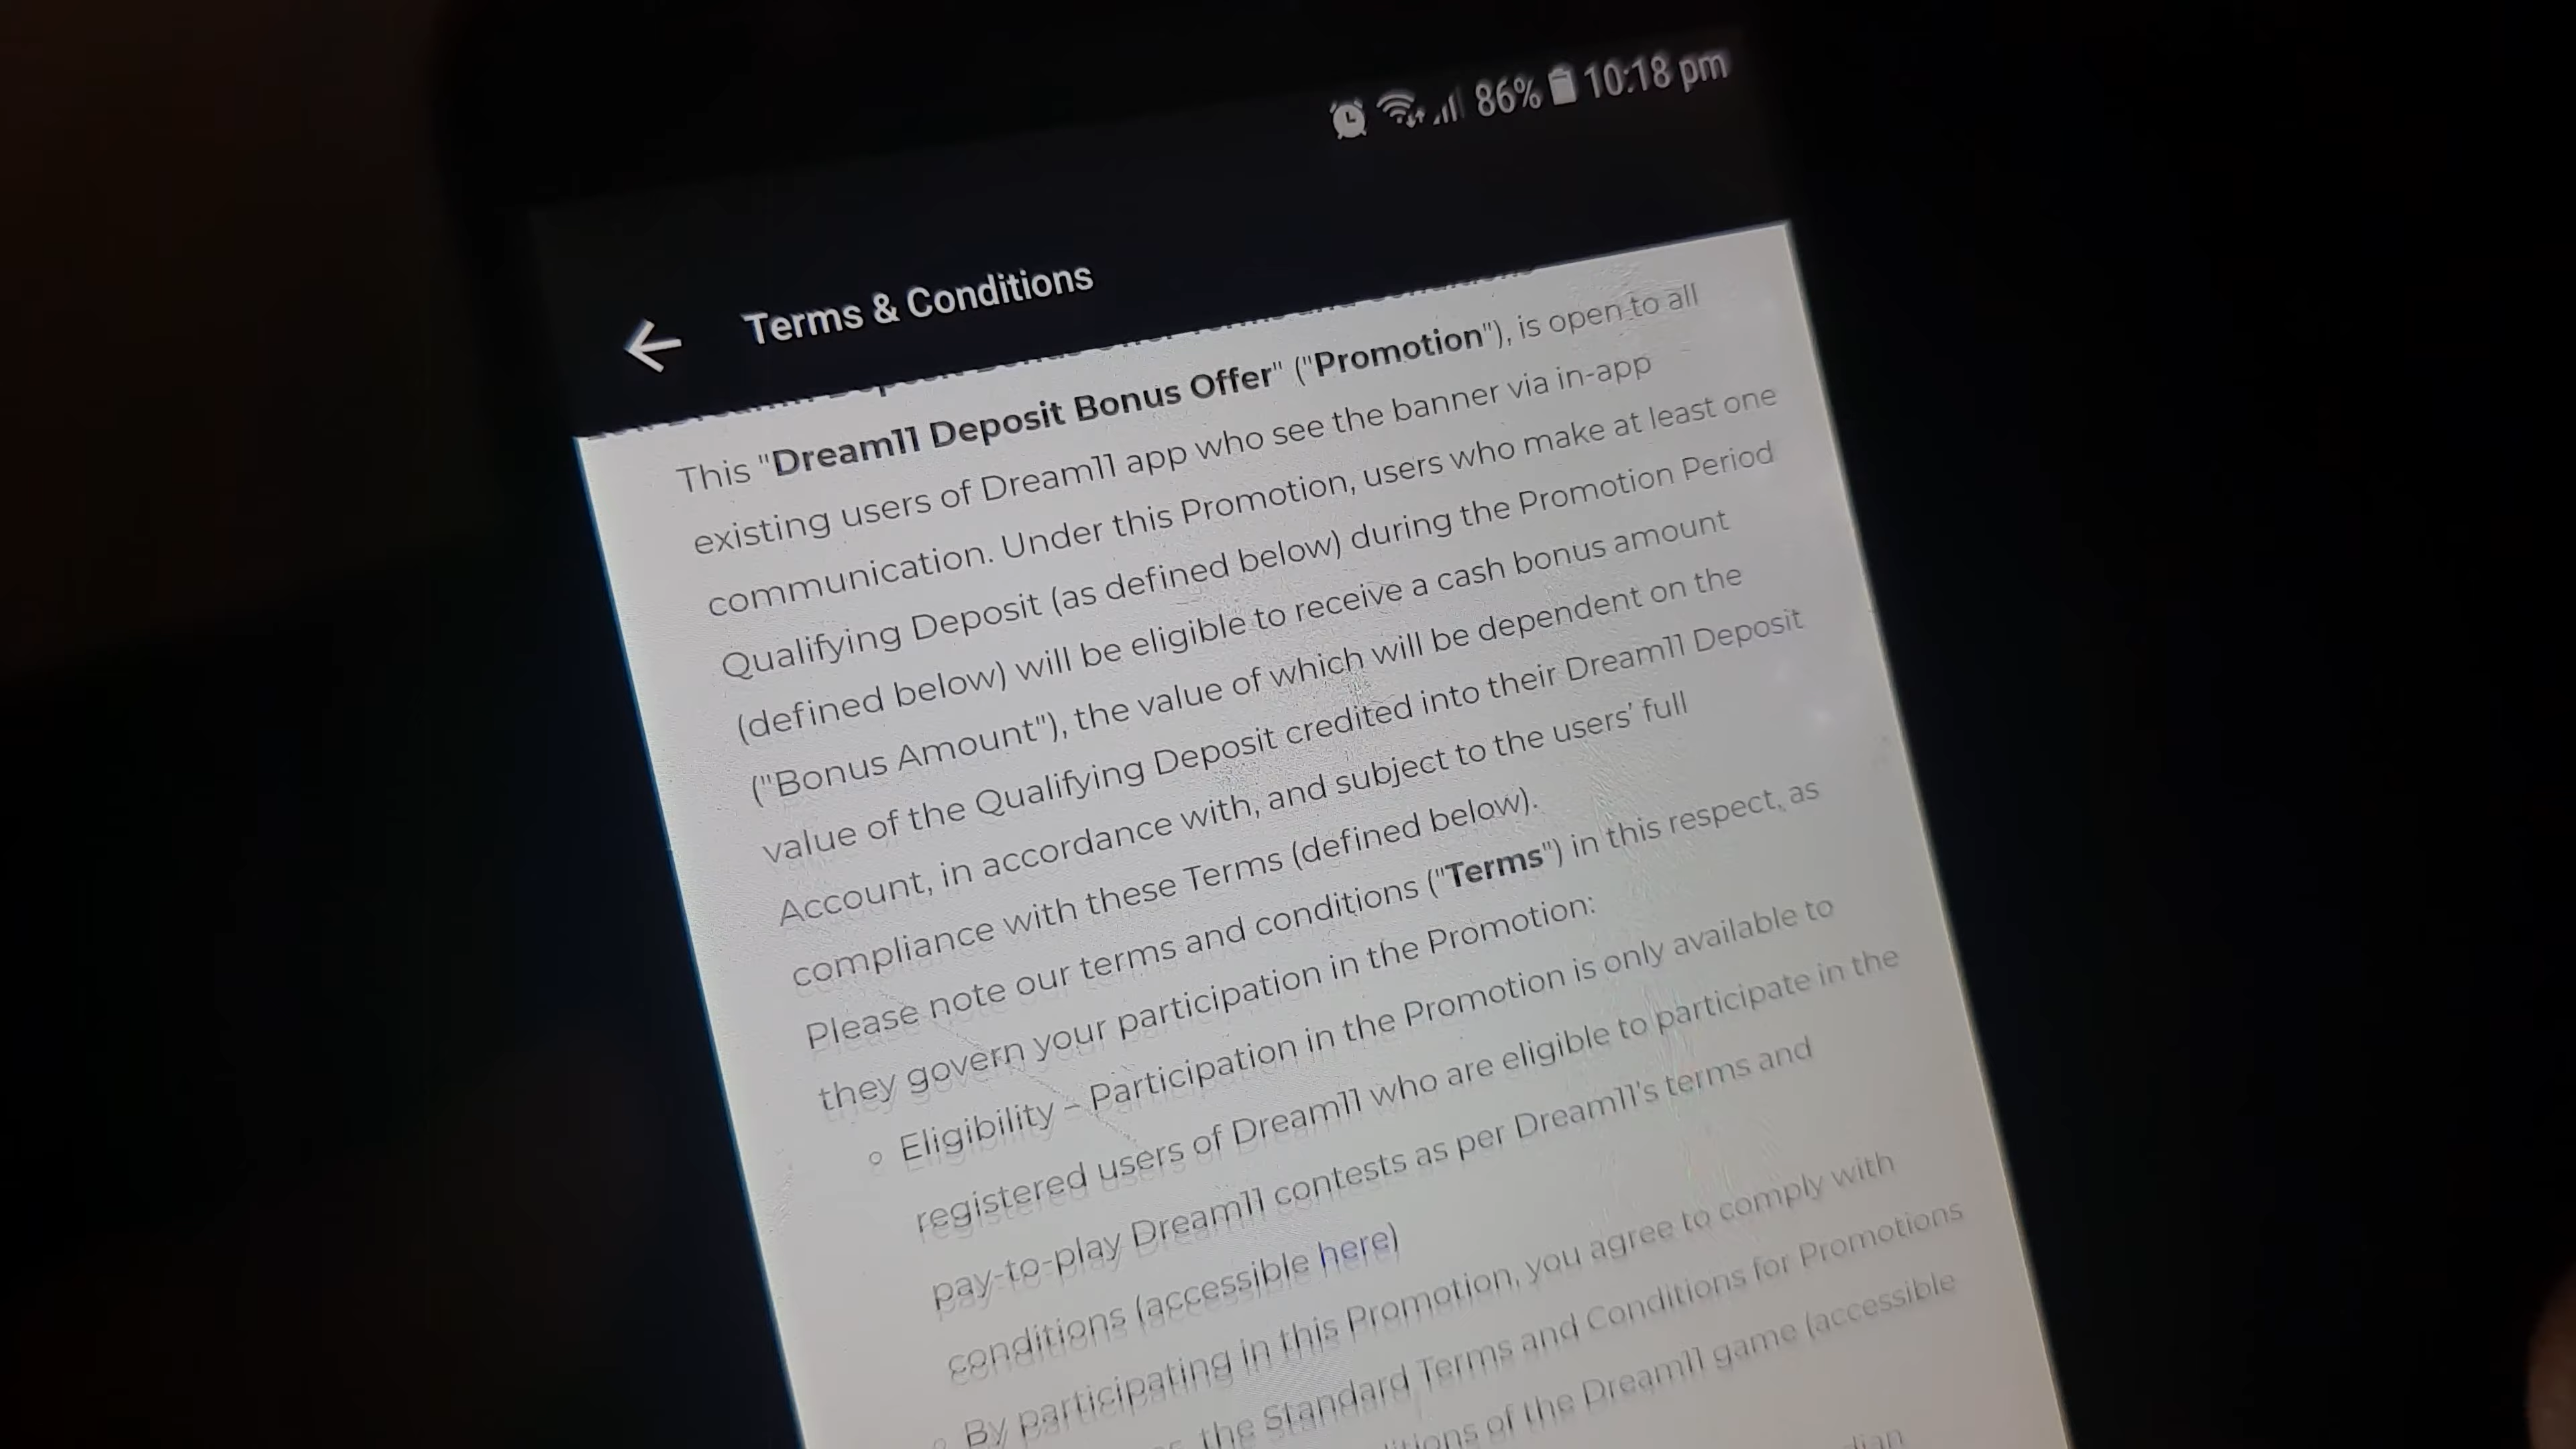 86% 10:18 pm
Terms & Conditions
This "Dream11 Deposit Bonus Offer" ("Promotion"), is open to all
existing users of Dream11 app who see the banner via in-app
communication. Under this Promotion, users who make at least one
Qualifying Deposit (as defined below) during the Promotion Period
(defined below) will be eligible to receive a cash bonus amount
("Bonus Amount"), the value of which will be dependent on the
value of the Qualifying Deposit credited into their Dream11 Deposit
Account, in accordance with, and subject to the users' full
compliance with these Terms (defined below).
Please note our terms and conditions ("Terms") in this respect, as
they govern your participation in the Promotion:
Eligibility – Participation in the Promotion is only available to
registered users of Dream11 who are eligible to participate in the
pay-to-play Dream11 contests as per Dream11's terms and
conditions (accessible here)
By participating in this Promotion, you agree to comply with
the Standard Terms and Conditions for Promotions
of the Dream11 game (accessible